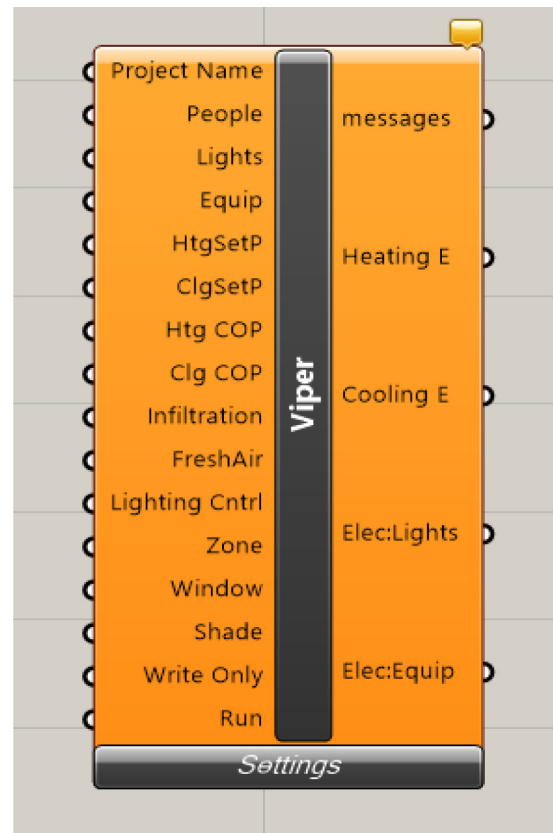 Project Name
People
Lights
Equip
HtgSetP
ClgSetP
Htg COP
Clg COP
Infiltration
FreshAir
Lighting Cntrl
Zone
Window
Shade
Write Only
Run
Viper
messages
Heating E
Cooling E
Elec:Lights
Elec:Equip
Settings